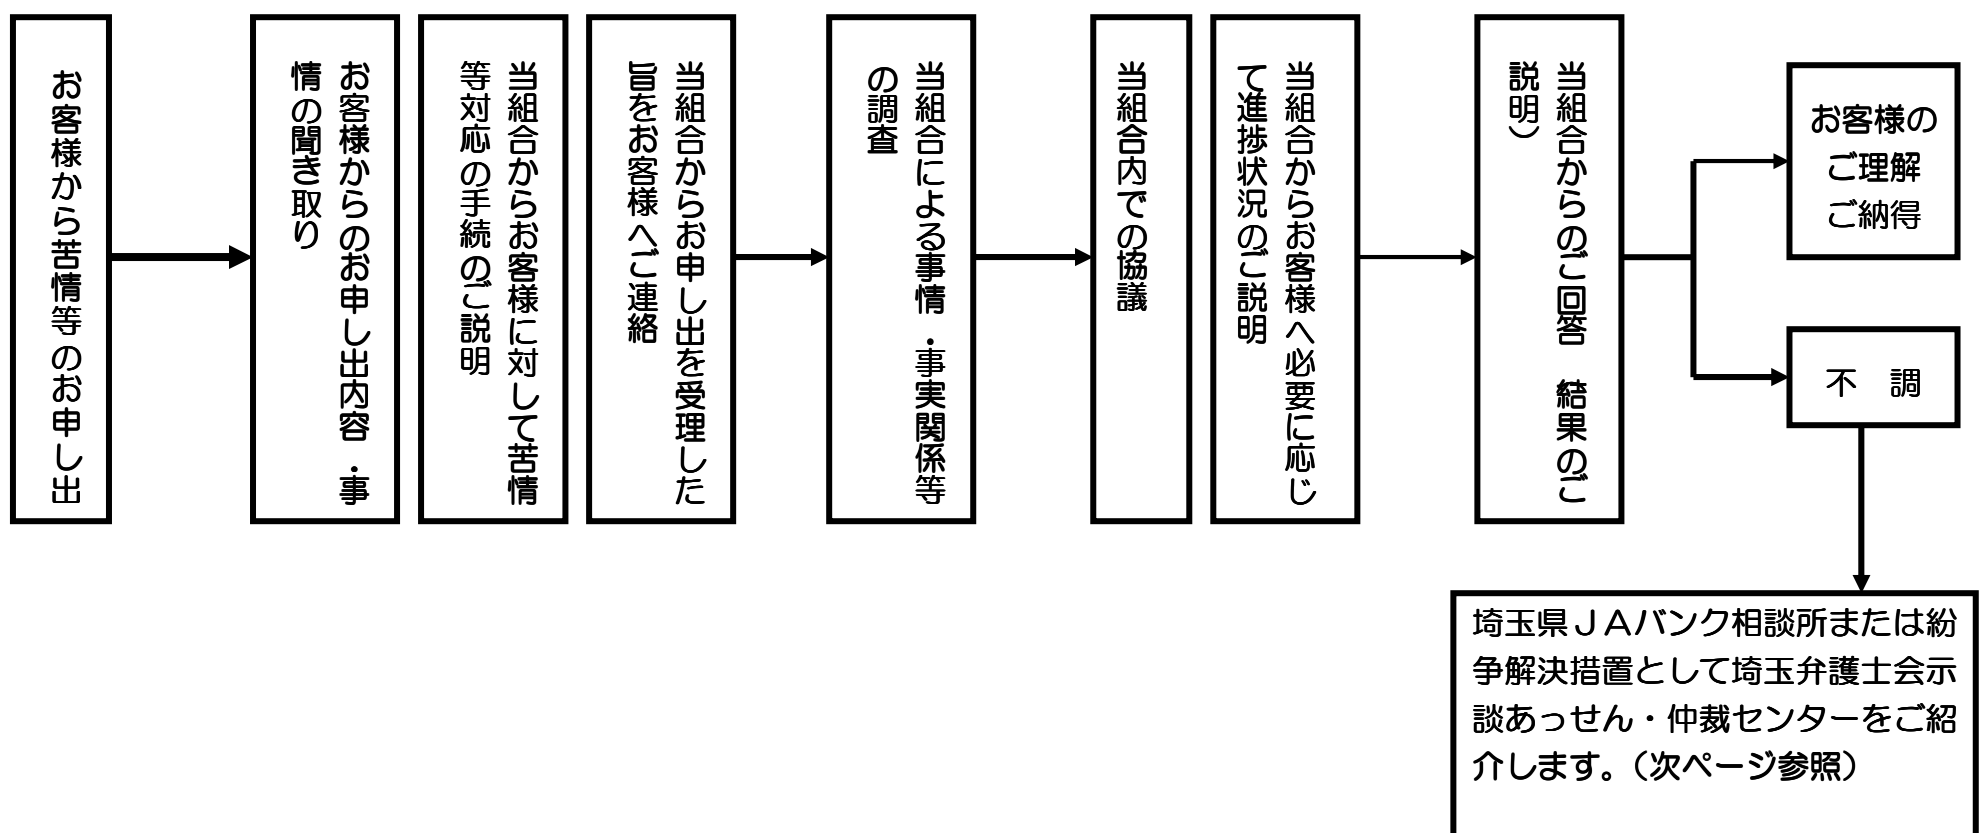 お客様から苦情等のお申し出
お客様からのお申し出内容・事
情の聞き取り
当組合からお客様に対して苦情
等対応の手続のご説明
当組合からお申し出を受理した
旨をお客様へご連絡
当組合による事情・事実関係等
の調査
当組合内での協議
当組合からお客様へ必要に応じ
て進捗状況のご説明
当組合からのご回答 結果のご
説明）
お客様の
ご理解
ご納得
不 調
埼玉県ＪＡバンク相談所または紛
争解決措置として埼玉弁護士会示
談あっせん・仲裁センターをご紹
介します。（次ページ参照）